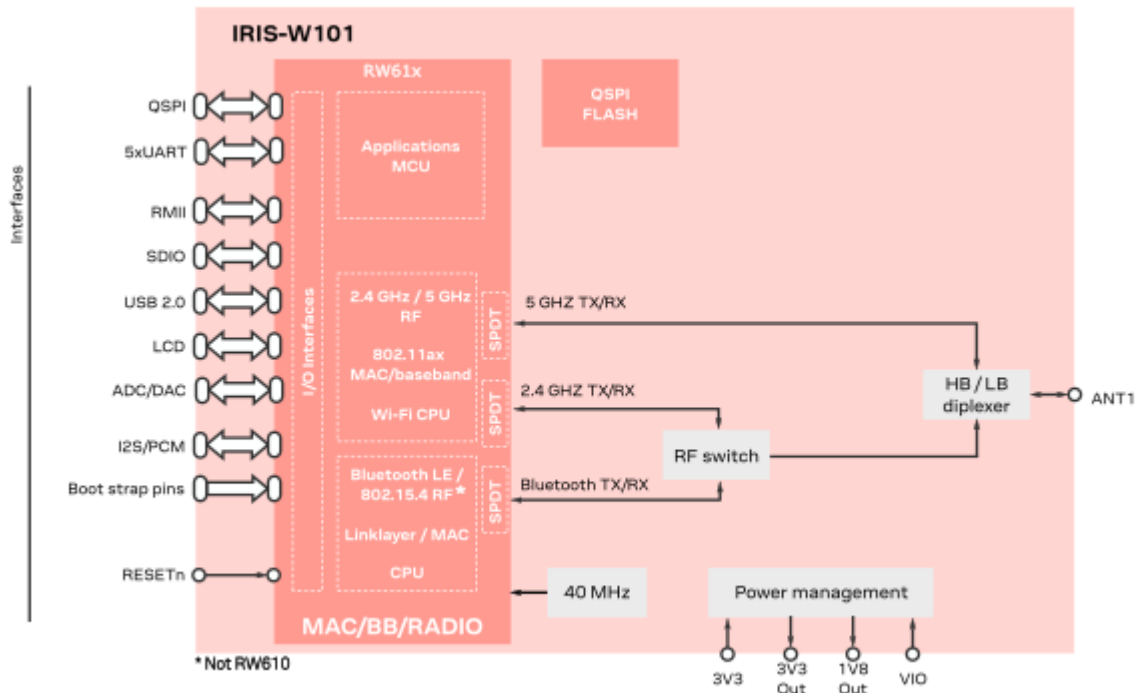 IRIS-W101
RW61x
QSPI
FLASH
Applications
MCU
Interfaces
QSPI
5xUART
RMII
SDIO
USB 2.0
LCD
ADC/DAC
I2S/PCM
Boot strap pins
RESETn
I/O Interfaces
2.4 GHz / 5 GHz
RF
802.11ax
MAC/baseband
Wi-Fi CPU
SPDT
5 GHZ TX/RX
SPDT
2.4 GHZ TX/RX
HB / LB
diplexer
ANT1
RF switch
Bluetooth LE /
802.15.4 RF*
Linklayer / MAC
CPU
SPDT
Bluetooth TX/RX
40 MHz
Power management
MAC/BB/RADIO
* Not RW610
3V3
3V3
Out
1V8
Out
VIO